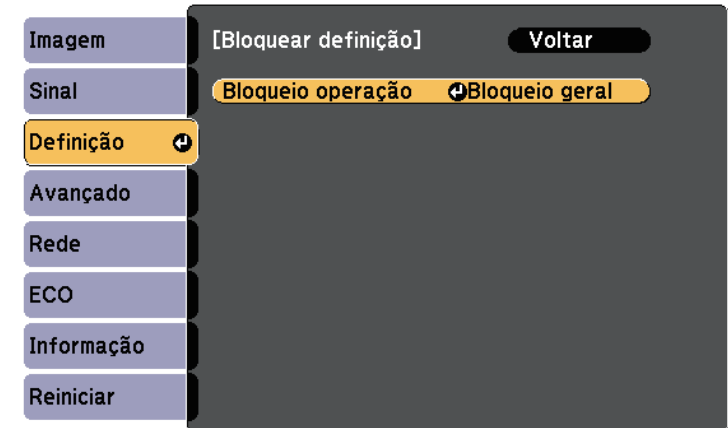 Imagem
Sinal
Definição
Avançado
Rede
ECO
Informação
Reiniciar
[Bloquear definição] Voltar
Bloqueio operação Bloqueio geral